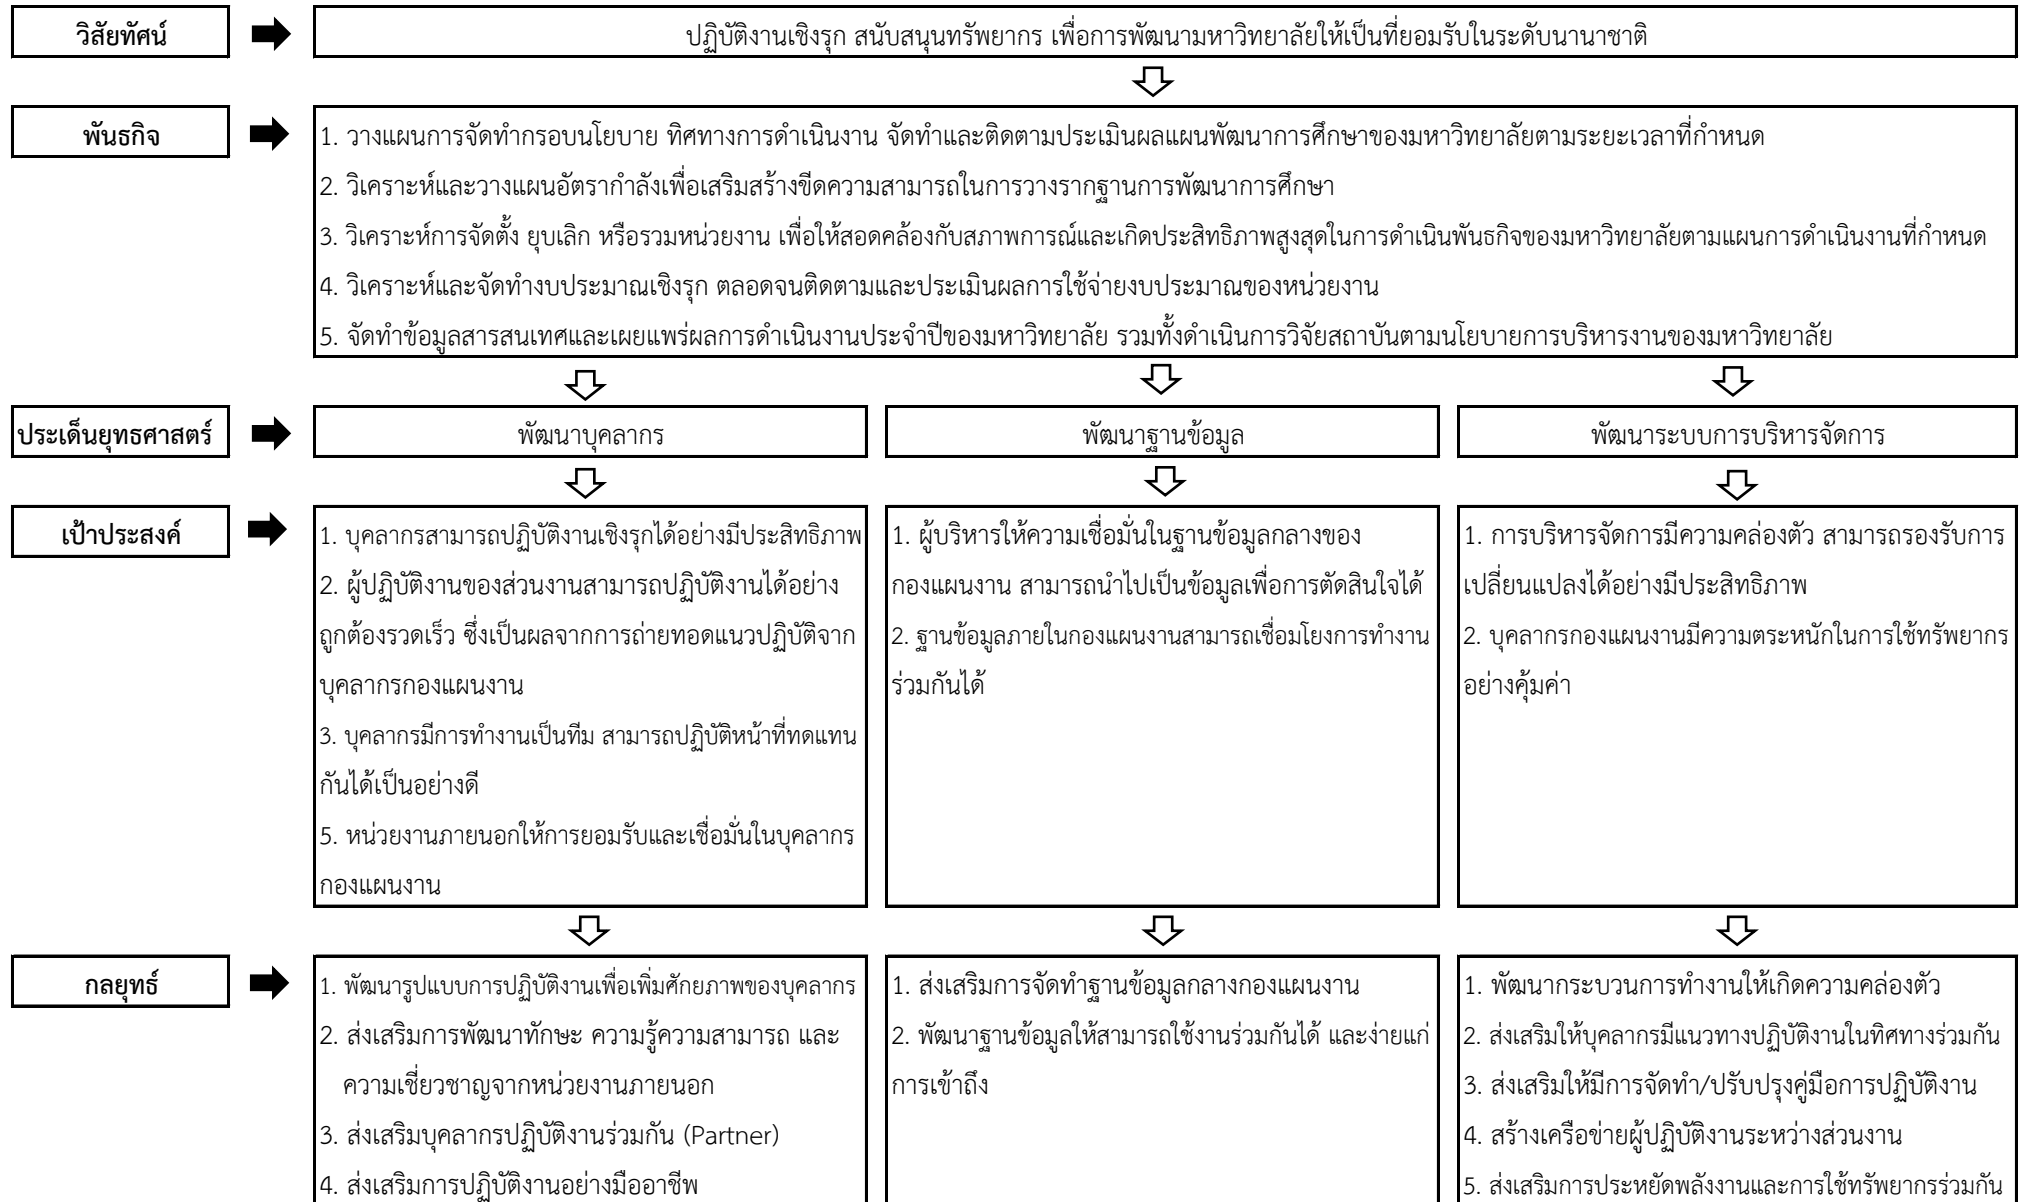 วิสัยทัศน์
ปฏิบัติงานเชิงรุก สนับสนุนทรัพยากร เพื่อการพัฒนามหาวิทยาลัยให้เป็นที่ยอมรับในระดับนานาชาติ
พันธกิจ
1. วางแผนการจัดทำกรอบนโยบาย ทิศทางการดำเนินงาน จัดทำและติดตามประเมินผลแผนพัฒนาการศึกษาของมหาวิทยาลัยตามระยะเวลาที่กำหนด
2. วิเคราะห์และวางแผนอัตรากำลังเพื่อเสริมสร้างขีดความสามารถในการวางรากฐานการพัฒนาการศึกษา
3. วิเคราะห์การจัดตั้ง ยุบเลิก หรือรวมหน่วยงาน เพื่อให้สอดคล้องกับสภาพการณ์และเกิดประสิทธิภาพสูงสุดในการดำเนินพันธกิจของมหาวิทยาลัยตามแผนการดำเนินงานที่กำหนด
4. วิเคราะห์และจัดทำงบประมาณเชิงรุก ตลอดจนติดตามและประเมินผลการใช้จ่ายงบประมาณของหน่วยงาน
5. จัดทำข้อมูลสารสนเทศและเผยแพร่ผลการดำเนินงานประจำปีของมหาวิทยาลัย รวมทั้งดำเนินการวิจัยสถาบันตามนโยบายการบริหารงานของมหาวิทยาลัย
ประเด็นยุทธศาสตร์
พัฒนาบุคลากร
พัฒนาฐานข้อมูล
พัฒนาระบบการบริหารจัดการ
เป้าประสงค์
1. บุคลากรสามารถปฏิบัติงานเชิงรุกได้อย่างมีประสิทธิภาพ
2. ผู้ปฏิบัติงานของส่วนงานสามารถปฏิบัติงานได้อย่าง
ถูกต้องรวดเร็ว ซึ่งเป็นผลจากการถ่ายทอดแนวปฏิบัติจาก
บุคลากรกองแผนงาน
3. บุคลากรมีการทำงานเป็นทีม สามารถปฏิบัติหน้าที่ทดแทน
กันได้เป็นอย่างดี
5. หน่วยงานภายนอกให้การยอมรับและเชื่อมั่นในบุคลากร
กองแผนงาน
1. ผู้บริหารให้ความเชื่อมั่นในฐานข้อมูลกลางของ
กองแผนงาน สามารถนำไปเป็นข้อมูลเพื่อการตัดสินใจได้
2. ฐานข้อมูลภายในกองแผนงานสามารถเชื่อมโยงการทำงาน
ร่วมกันได้
1. การบริหารจัดการมีความคล่องตัว สามารถรองรับการ
เปลี่ยนแปลงได้อย่างมีประสิทธิภาพ
2. บุคลากรกองแผนงานมีความตระหนักในการใช้ทรัพยากร
อย่างคุ้มค่า
กลยุทธ์
1. พัฒนารูปแบบการปฏิบัติงานเพื่อเพิ่มศักยภาพของบุคลากร
2. ส่งเสริมการพัฒนาทักษะ ความรู้ความสามารถ และ
ความเชี่ยวชาญจากหน่วยงานภายนอก
3. ส่งเสริมบุคลากรปฏิบัติงานร่วมกัน (Partner)
4. ส่งเสริมการปฏิบัติงานอย่างมืออาชีพ
1. ส่งเสริมการจัดทำฐานข้อมูลกลางกองแผนงาน
2. พัฒนาฐานข้อมูลให้สามารถใช้งานร่วมกันได้ และง่ายแก่
การเข้าถึง
1. พัฒนากระบวนการทำงานให้เกิดความคล่องตัว
2. ส่งเสริมให้บุคลากรมีแนวทางปฏิบัติงานในทิศทางร่วมกัน
3. ส่งเสริมให้มีการจัดทำ/ปรับปรุงคู่มือการปฏิบัติงาน
4. สร้างเครือข่ายผู้ปฏิบัติงานระหว่างส่วนงาน
5. ส่งเสริมการประหยัดพลังงานและการใช้ทรัพยากรร่วมกัน